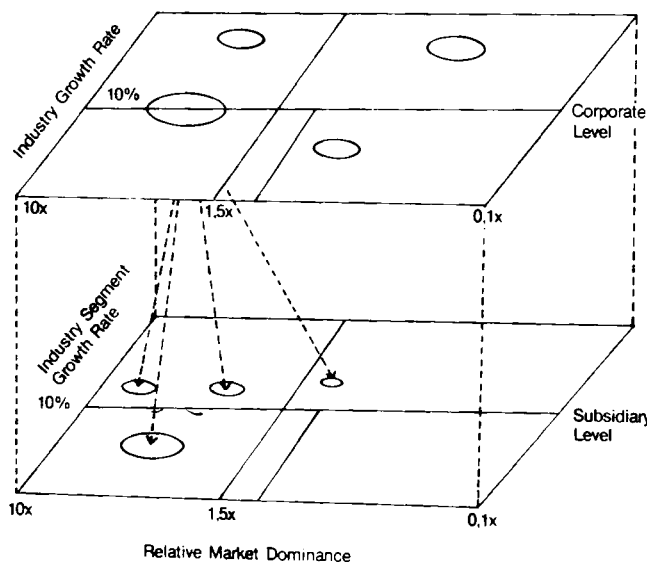 Industry Growth Rate
10%
Corporate
Level
10x
1,5x
0,1x
Industry Segment
Growth Rate
10%
Subsidiary
Level
10x
1,5x
0,1x
Relative Market Dominance